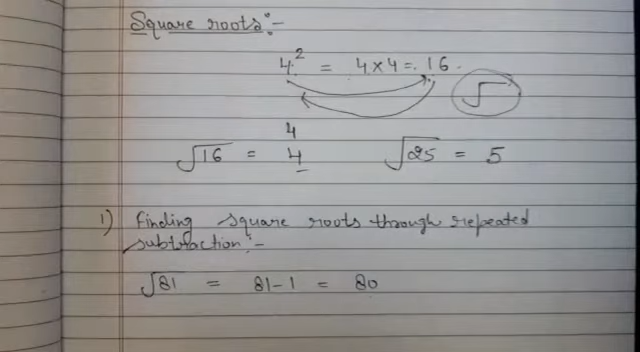 Square roots:-
4² = 4×4 = 16.
√
4
√16 = 4
√25 = 5
1) Finding square roots through repeated
subtraction:-
√81 = 81-1 = 80